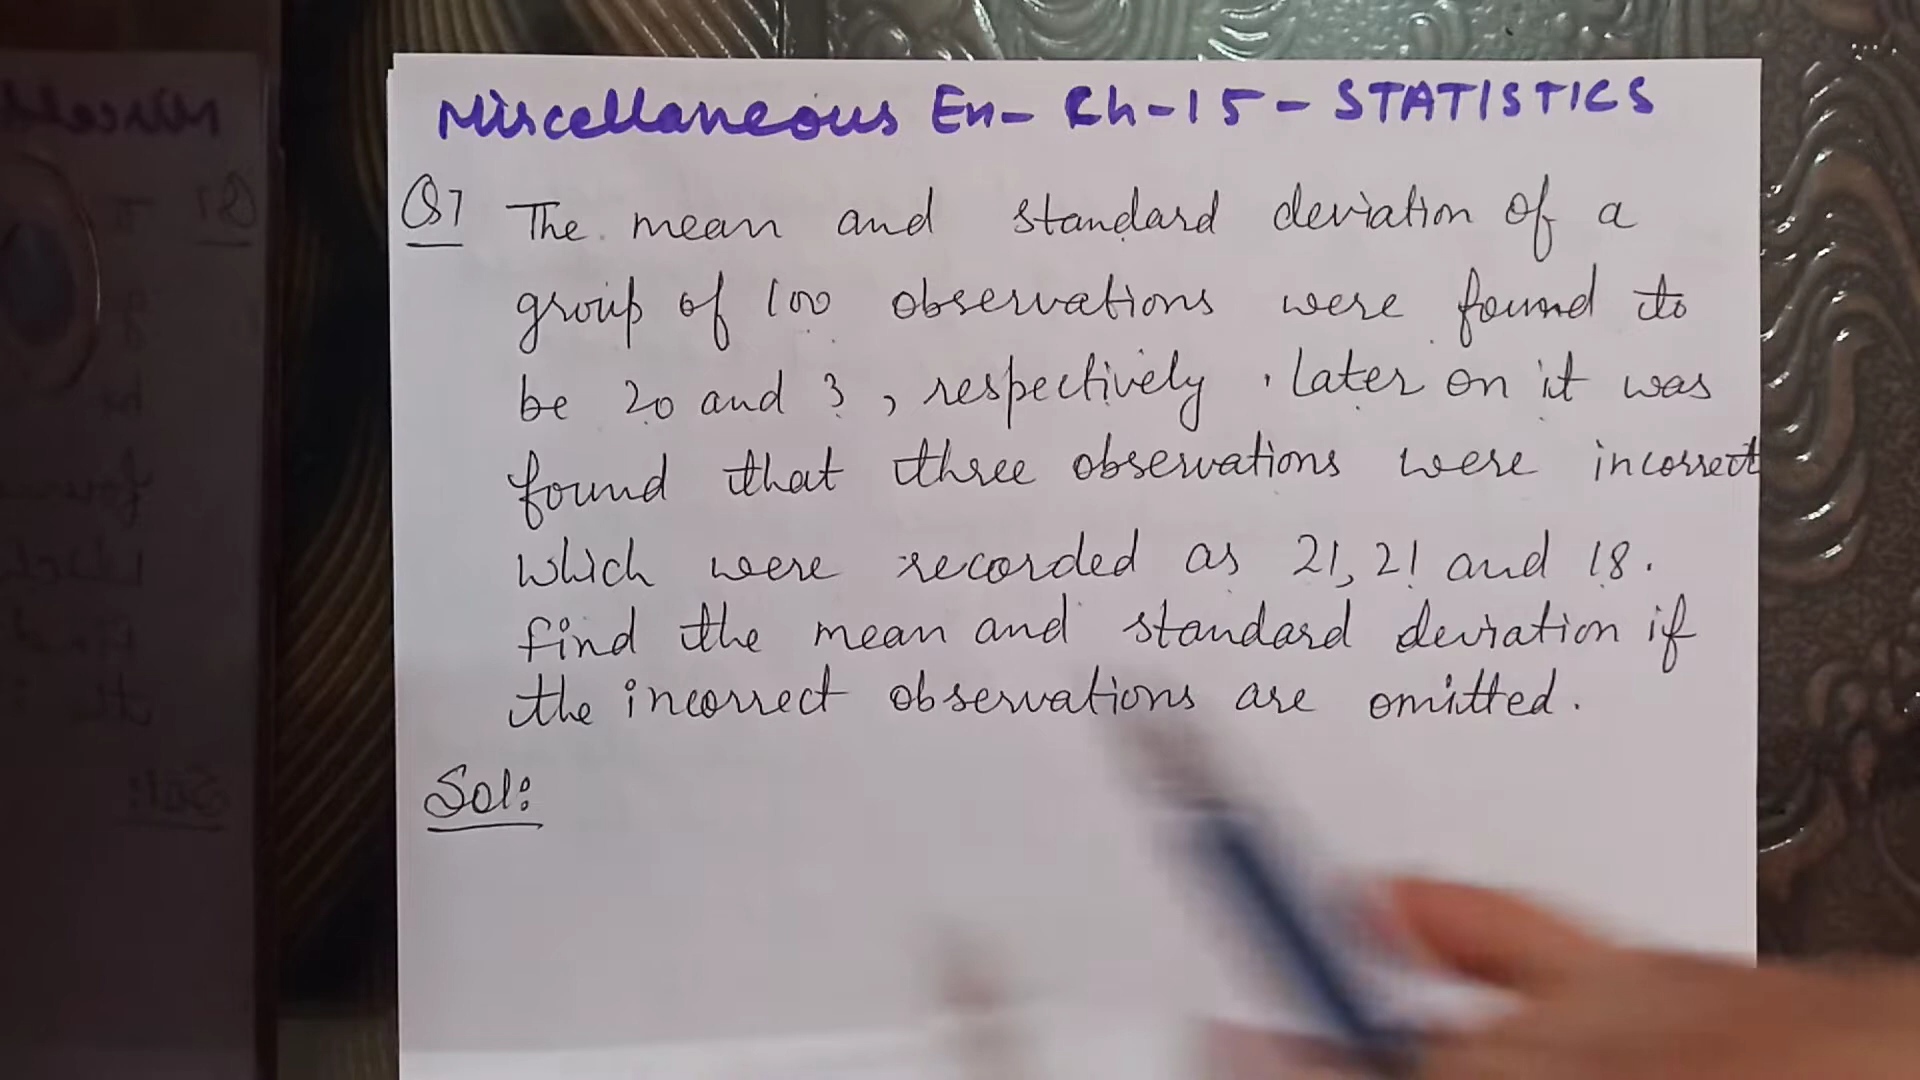 Miscellaneous Ex- Ch-15- STATISTICS
Q7 The mean and standard deviation of a
group of 100 observations were found to
be 20 and 3, respectively. Later on it was
found that three observations were incorrect
which were recorded as 21, 21 and 18.
find the mean and standard deviation if
the incorrect observations are omitted.
Sol: